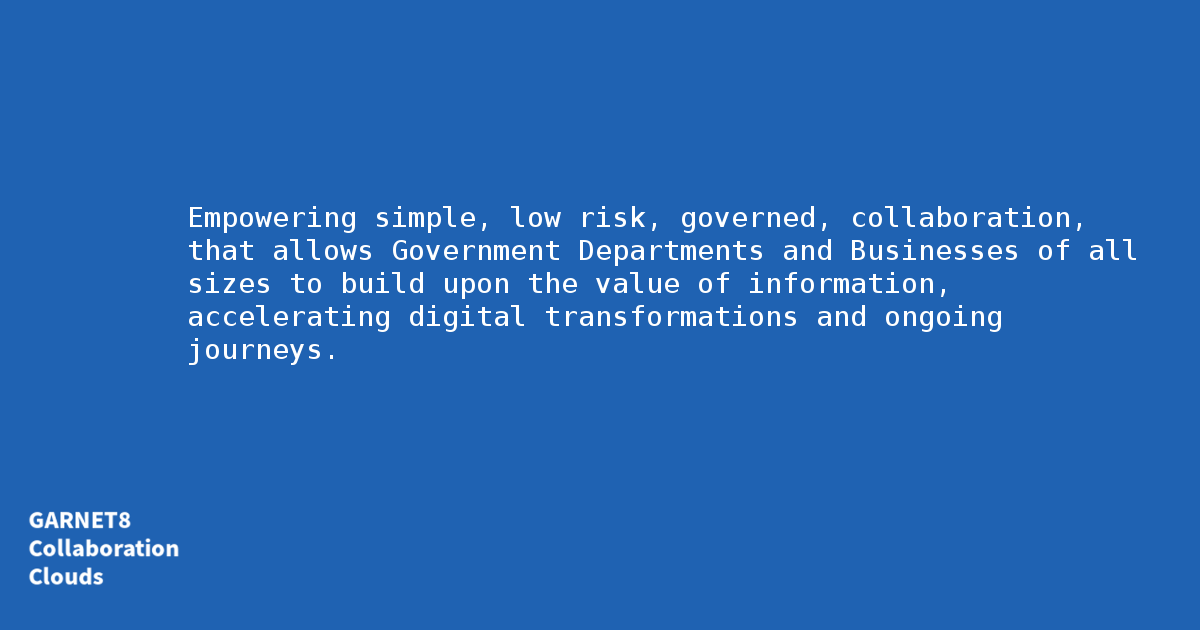 Empowering simple, low risk, governed, collaboration,
that allows Government Departments and Businesses of all
sizes to build upon the value of information,
accelerating digital transformations and ongoing
journeys.
GARNET8
Collaboration
Clouds